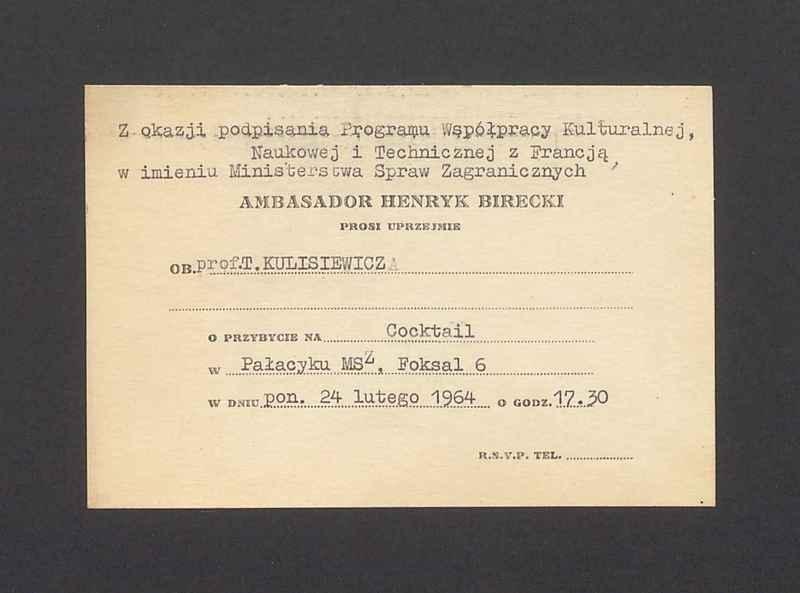 Z okazji podpisania Programu Współpracy Kulturalnej,
Naukowej i Technicznej z Francją
w imieniu Ministerstwa Spraw Zagranicznych
AMBASADOR HENRYK BIRECKI
PROSI UPRZEJMIE
OB. prof.T.KULISIEWICZA
O PRZYBYCIE NA Cocktail
W Pałacyku MSZ, Foksal 6
W DNIU pon. 24 lutego 1964 O GODZ. 17.30
R.S.V.P. TEL.